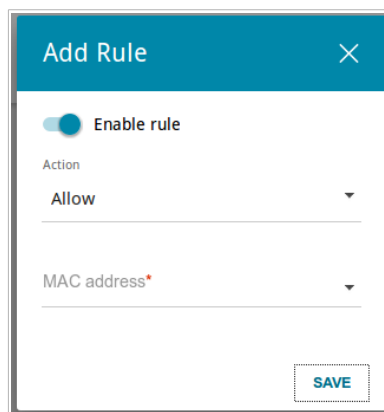 Add Rule
Enable rule
Action
Allow
MAC address*
SAVE